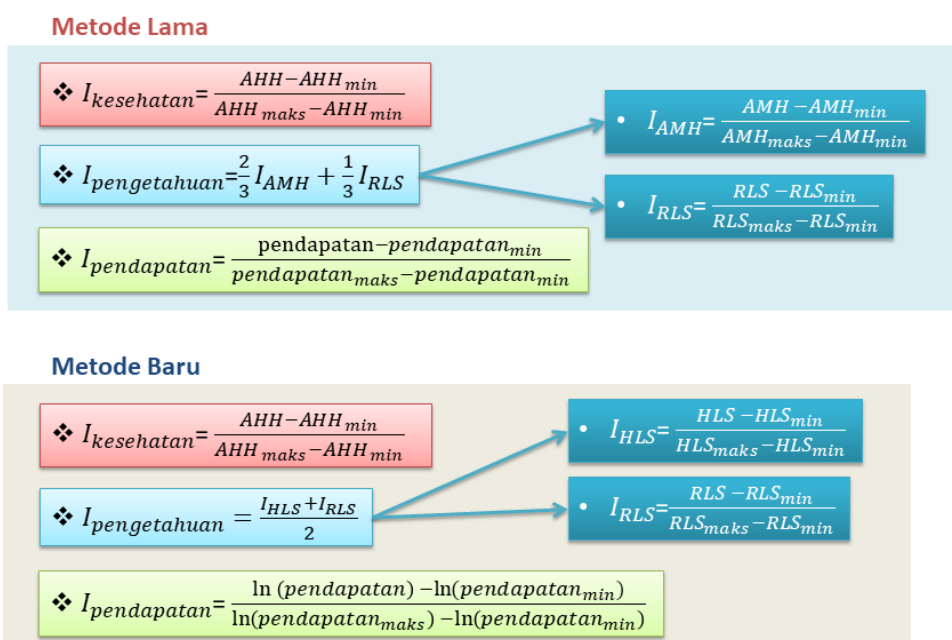 Metode Lama
❖ I_kesehatan = (AHH−AHH_min)/(AHH_maks−AHH_min)
❖ I_pengetahuan = 2/3 I_AMH + 1/3 I_RLS
• I_AMH = (AMH −AMH_min)/(AMH_maks−AMH_min)
• I_RLS = (RLS −RLS_min)/(RLS_maks−RLS_min)
❖ I_pendapatan = (pendapatan−pendapatan_min)/(pendapatan_maks−pendapatan_min)
Metode Baru
❖ I_kesehatan = (AHH−AHH_min)/(AHH_maks−AHH_min)
❖ I_pengetahuan = (I_HLS+I_RLS)/2
• I_HLS = (HLS −HLS_min)/(HLS_maks−HLS_min)
• I_RLS = (RLS −RLS_min)/(RLS_maks−RLS_min)
❖ I_pendapatan = (ln (pendapatan) −ln(pendapatan_min))/(ln(pendapatan_maks) −ln(pendapatan_min))